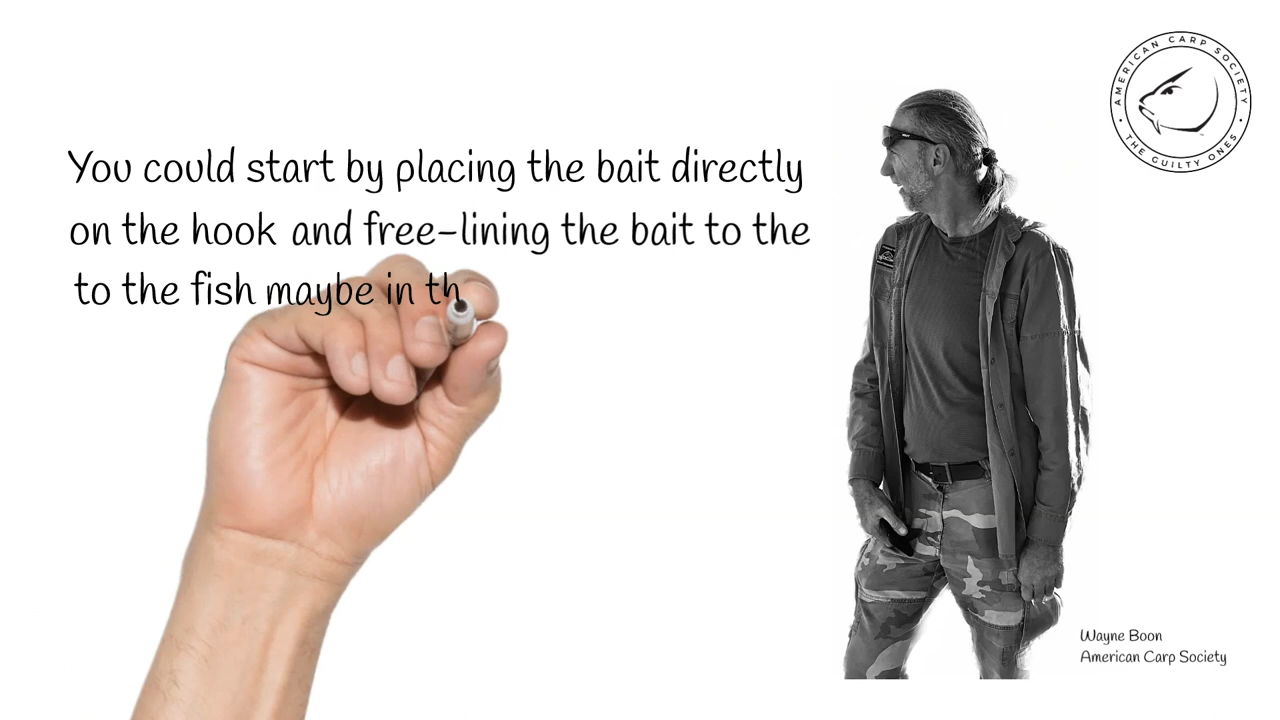 AMERICAN CARP SOCIETY
• THE GUILTY ONES •
You could start by placing the bait directly
on the hook and free-lining the bait to the
to the fish maybe in th
Wayne Boon
American Carp Society